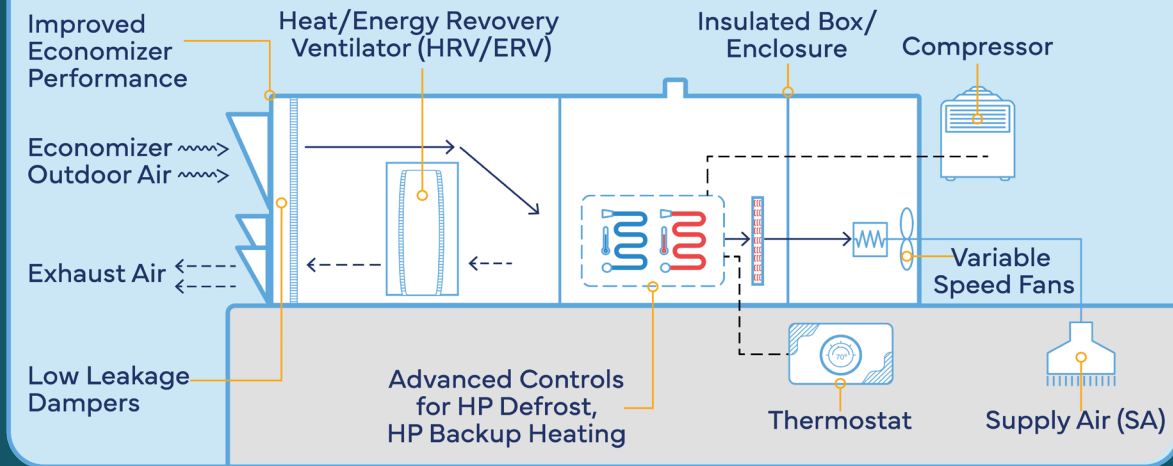 Improved
Economizer
Performance
Heat/Energy Revovery
Ventilator (HRV/ERV)
Insulated Box/
Enclosure
Compressor
Economizer
Outdoor Air
Exhaust Air
Variable
Speed Fans
70°
Low Leakage
Dampers
Advanced Controls
for HP Defrost,
HP Backup Heating
Thermostat
Supply Air (SA)